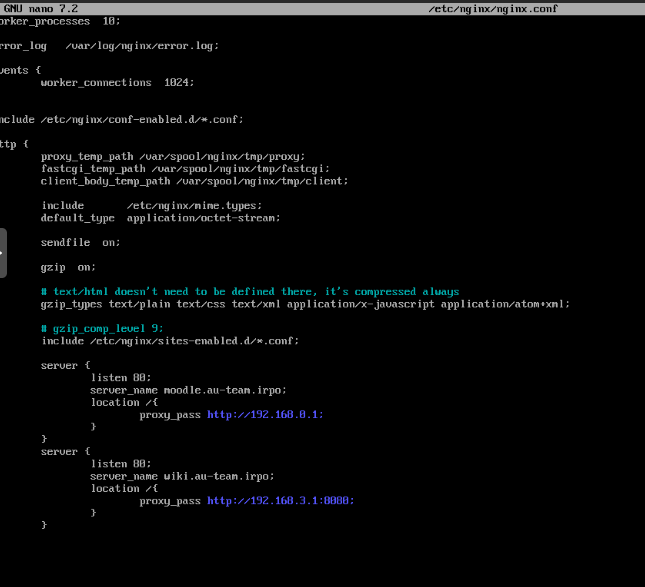 GNU nano 7.2 /etc/nginx/nginx.conf
orker_processes 10;
rror_log /var/log/nginx/error.log;
vents {
worker_connections 1024;
nclude /etc/nginx/conf-enabled.d/*.conf;
ttp {
proxy_temp_path /var/spool/nginx/tmp/proxy;
fastcgi_temp_path /var/spool/nginx/tmp/fastcgi;
client_body_temp_path /var/spool/nginx/tmp/client;
include /etc/nginx/mime.types;
default_type application/octet-stream;
sendfile on;
gzip on;
# text/html doesn't need to be defined there, it's compressed always
gzip_types text/plain text/css text/xml application/x-javascript application/atom+xml;
# gzip_comp_level 9;
include /etc/nginx/sites-enabled.d/*.conf;
server {
listen 80;
server_name moodle.au-team.irpo;
location /{
proxy_pass http://192.168.0.1;
}
}
server {
listen 80;
server_name wiki.au-team.irpo;
location /{
proxy_pass http://192.168.3.1:8080;
}
}